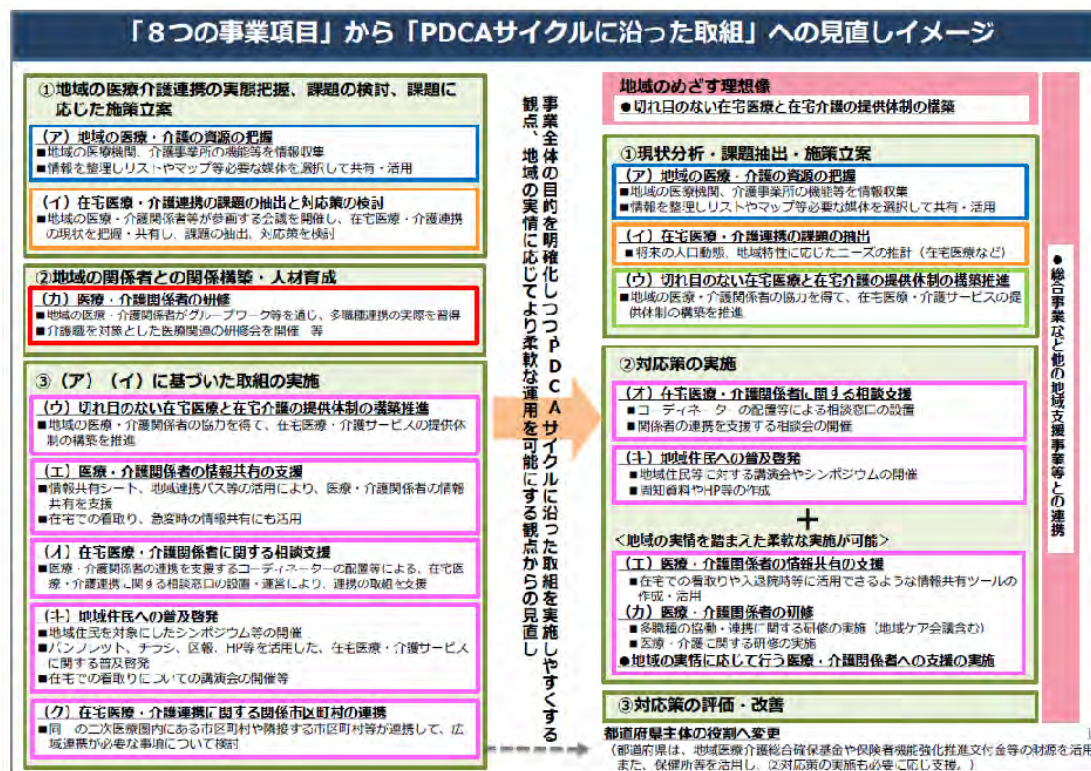 「８つの事業項目」から「PDCAサイクルに沿った取組」への見直しイメージ
①地域の医療介護連携の実態把握、課題の検討、課題に
応じた施策立案
（ア）地域の医療・介護の資源の把握
■地域の医療機関、介護事業所の機能等を情報収集
■情報を整理しリストやマップ等必要な媒体を選択して共有・活用
（イ）在宅医療・介護連携の課題の抽出と対応策の検討
■地域の医療・介護関係者等が参画する会議を開催し、在宅医療・介護連携
の現状を把握・共有し、課題の抽出、対応策を検討
②地域の関係者との関係構築・人材育成
（カ）医療・介護関係者の研修
■地域の医療・介護関係者がグループワーク等を通じ、多職種連携の実際を習得
■介護職を対象とした医療関連の研修会を開催　等
③（ア）（イ）に基づいた取組の実施
（ウ）切れ目のない在宅医療と在宅介護の提供体制の構築推進
■地域の医療・介護関係者の協力を得て、在宅医療・介護サービスの提供体
制の構築を推進
（エ）医療・介護関係者の情報共有の支援
■情報共有シート、地域連携パス等の活用により、医療・介護関係者の情報
共有を支援
■在宅での看取り、急変時の情報共有にも活用
（オ）在宅医療・介護関係者に関する相談支援
■医療・介護関係者の連携を支援するコーディネーターの配置等による、在宅医
療・介護連携に関する相談窓口の設置・運営により、連携の取組を支援
（キ）地域住民への普及啓発
■地域住民を対象にしたシンポジウム等の開催
■パンフレット、チラシ、区報、HP等を活用した、在宅医療・介護サービス
に関する普及啓発
■在宅での看取りについての講演会の開催等
（ク）在宅医療・介護連携に関する関係市区町村の連携
■同一の二次医療圏内にある市区町村や隣接する市区町村等が連携して、広
域連携が必要な事項について検討
事業全体の目的を明確化しつつ、PDCAサイクルに沿った取組を実施しやすくする
観点、地域の実情に応じてより柔軟な運用を可能にする観点からの見直し
地域のめざす理想像
●切れ目のない在宅医療と在宅介護の提供体制の構築
①現状分析・課題抽出・施策立案
（ア）地域の医療・介護の資源の把握
■地域の医療機関、介護事業所の機能等を情報収集
■情報を整理しリストやマップ等必要な媒体を選択して共有・活用
（イ）在宅医療・介護連携の課題の抽出
■将来の人口動態、地域特性に応じたニーズの推計（在宅医療など）
（ウ）切れ目のない在宅医療と在宅介護の提供体制の構築推進
■地域の医療・介護関係者の協力を得て、在宅医療・介護サービスの提
供体制の構築を推進
②対応策の実施
（オ）在宅医療・介護関係者に関する相談支援
■コーディネーターの配置等による相談窓口の設置
■関係者の連携を支援する相談会の開催
（キ）地域住民への普及啓発
■地域住民等に対する講演会やシンポジウムの開催
■周知資料やHP等の作成
＋
＜地域の実情を踏まえた柔軟な実施が可能＞
（エ）医療・介護関係者の情報共有の支援
■在宅での看取りや入退院時等に活用できるような情報共有ツールの
作成・活用
（カ）医療・介護関係者の研修
■多職種の協働・連携に関する研修の実施（地域ケア会議含む）
■医療・介護に関する研修の実施
●地域の実情に応じて行う医療・介護関係者への支援の実施
③対応策の評価・改善
●総合事業など他の地域支援事業等との連携
都道府県主体の役割へ変更
（都道府県は、地域医療介護総合確保基金や保険者機能強化推進交付金等の財源を活用
また、保健所等を活用し、②対応策の実施も必要に応じ支援。）